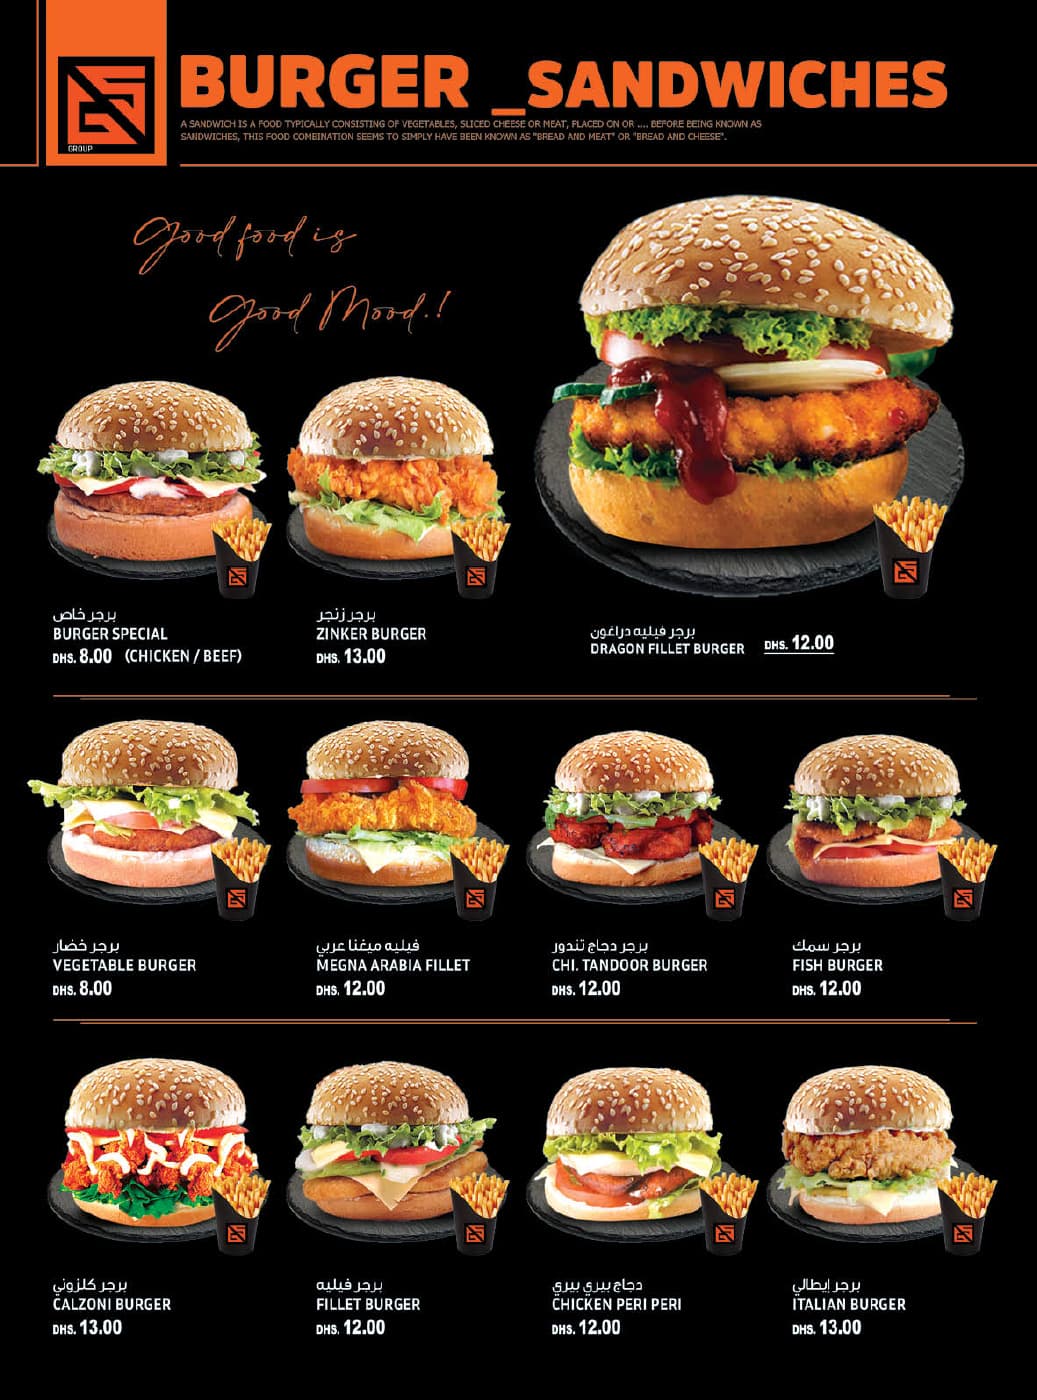 GROUP
BURGER _SANDWICHES
A SANDWICH IS A FOOD TYPICALLY CONSISTING OF VEGETABLES, SLICED CHEESE OR MEAT, PLACED ON OR .... BEFORE BEING KNOWN AS
SANDWICHES, THIS FOOD COMBINATION SEEMS TO SIMPLY HAVE BEEN KNOWN AS "BREAD AND MEAT" OR "BREAD AND CHEESE".
Good food is
Good Mood.!
برجر خاص
BURGER SPECIAL
DHS. 8.00 (CHICKEN / BEEF)
برجر زنجر
ZINKER BURGER
DHS. 13.00
برجر فيليه دراغون
DRAGON FILLET BURGER DHS. 12.00
برجر خضار
VEGETABLE BURGER
DHS. 8.00
فيليه ميغنا عربي
MEGNA ARABIA FILLET
DHS. 12.00
برجر دجاج تندور
CHI. TANDOOR BURGER
DHS. 12.00
برجر سمك
FISH BURGER
DHS. 12.00
برجر كلزوني
CALZONI BURGER
DHS. 13.00
برجر فيليه
FILLET BURGER
DHS. 12.00
دجاج بيري بيري
CHICKEN PERI PERI
DHS. 12.00
برجر إيطالي
ITALIAN BURGER
DHS. 13.00